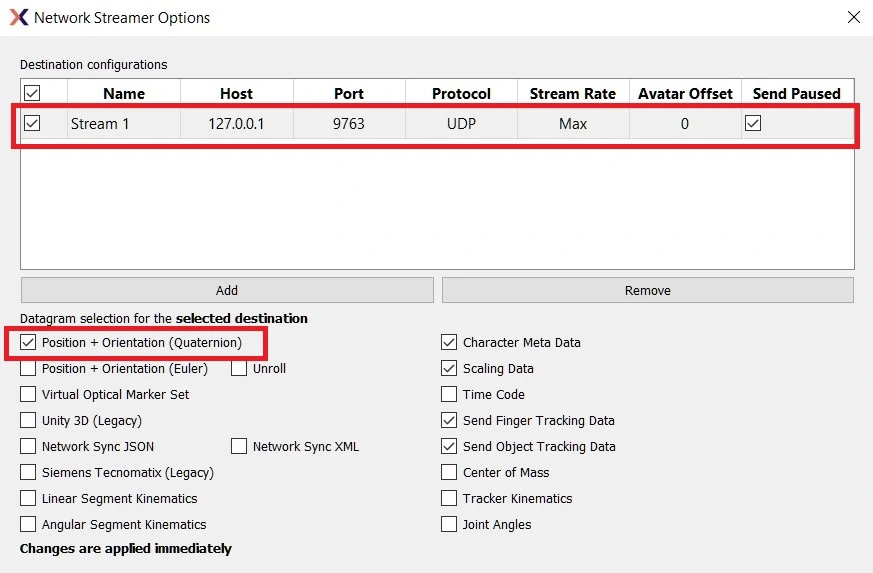 Network Streamer Options
Destination configurations
Name Host Port Protocol Stream Rate Avatar Offset Send Paused
Stream 1 127.0.0.1 9763 UDP Max 0
Add Remove
Datagram selection for the selected destination
Position + Orientation (Quaternion) Character Meta Data
Position + Orientation (Euler) Unroll Scaling Data
Virtual Optical Marker Set Time Code
Unity 3D (Legacy) Send Finger Tracking Data
Network Sync JSON Network Sync XML Send Object Tracking Data
Siemens Tecnomatix (Legacy) Center of Mass
Linear Segment Kinematics Tracker Kinematics
Angular Segment Kinematics Joint Angles
Changes are applied immediately